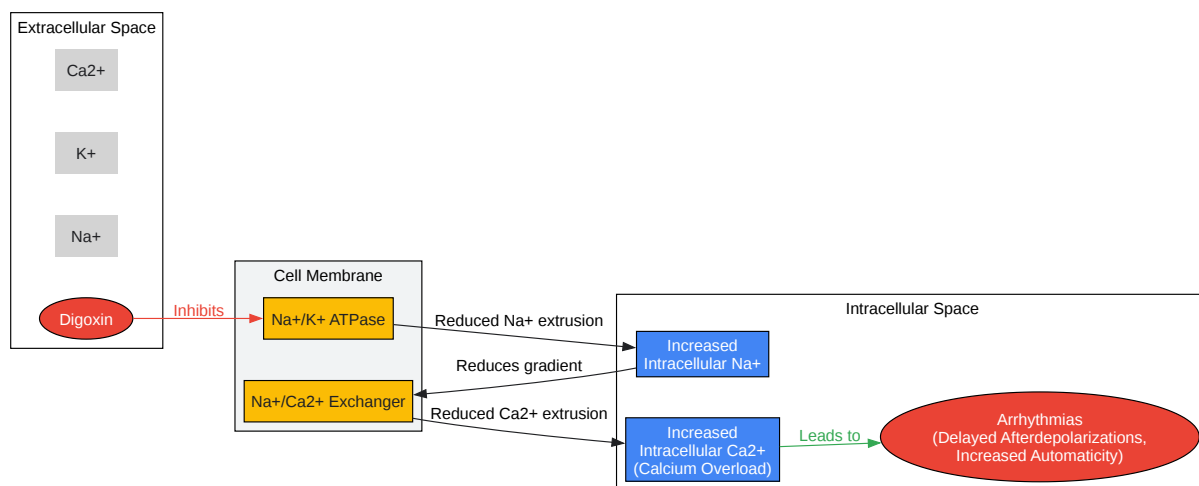 Extracellular Space
Ca2+
K+
Na+
Digoxin
Inhibits
Cell Membrane
Na+/K+ ATPase
Na+/Ca2+ Exchanger
Reduced Na+ extrusion
Reduces gradient
Reduced Ca2+ extrusion
Intracellular Space
Increased
Intracellular Na+
Increased
Intracellular Ca2+
(Calcium Overload)
Leads to
Arrhythmias
(Delayed Afterdepolarizations,
Increased Automaticity)